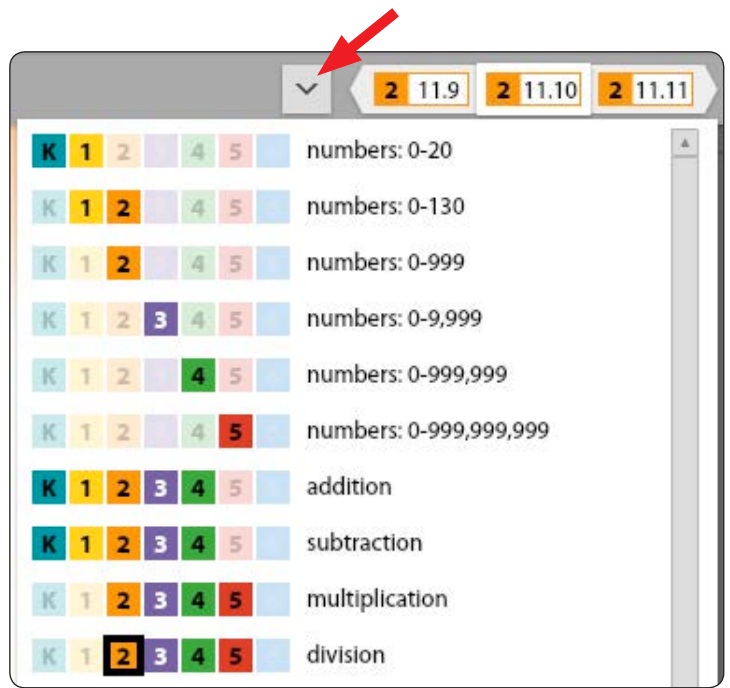 2 11.9 2 11.10 2 11.11
K 1 2 4 5 numbers: 0-20
K 1 2 4 5 numbers: 0-130
K 1 2 4 5 numbers: 0-999
K 1 2 3 4 5 numbers: 0-9,999
K 1 2 4 5 numbers: 0-999,999
K 1 2 4 5 numbers: 0-999,999,999
K 1 2 3 4 5 addition
K 1 2 3 4 5 subtraction
K 1 2 3 4 5 multiplication
K 1 2 3 4 5 division